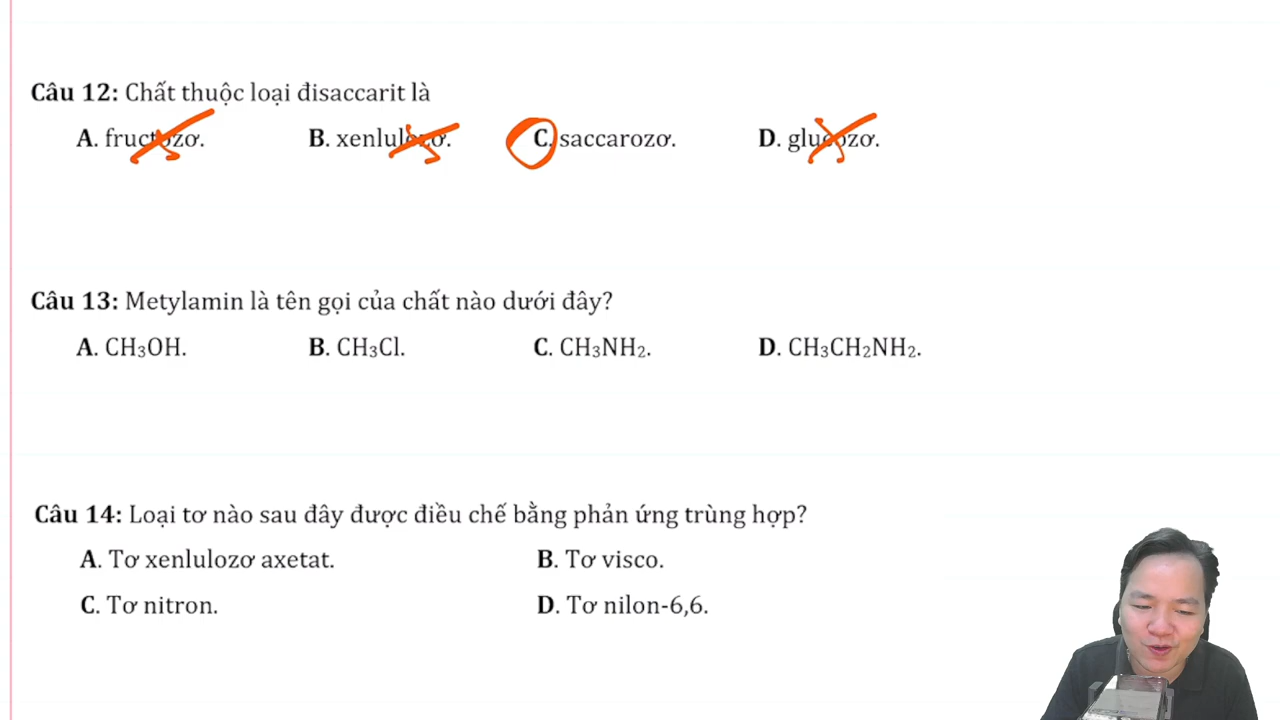 Câu 12: Chất thuộc loại đisaccarit là
A. fructozơ. B. xenlulozơ. C. saccarozơ. D. glucozơ.
Câu 13: Metylamin là tên gọi của chất nào dưới đây?
A. CH₃OH. B. CH₃Cl. C. CH₃NH₂. D. CH₃CH₂NH₂.
Câu 14: Loại tơ nào sau đây được điều chế bằng phản ứng trùng hợp?
A. Tơ xenlulozơ axetat. B. Tơ visco.
C. Tơ nitron. D. Tơ nilon-6,6.